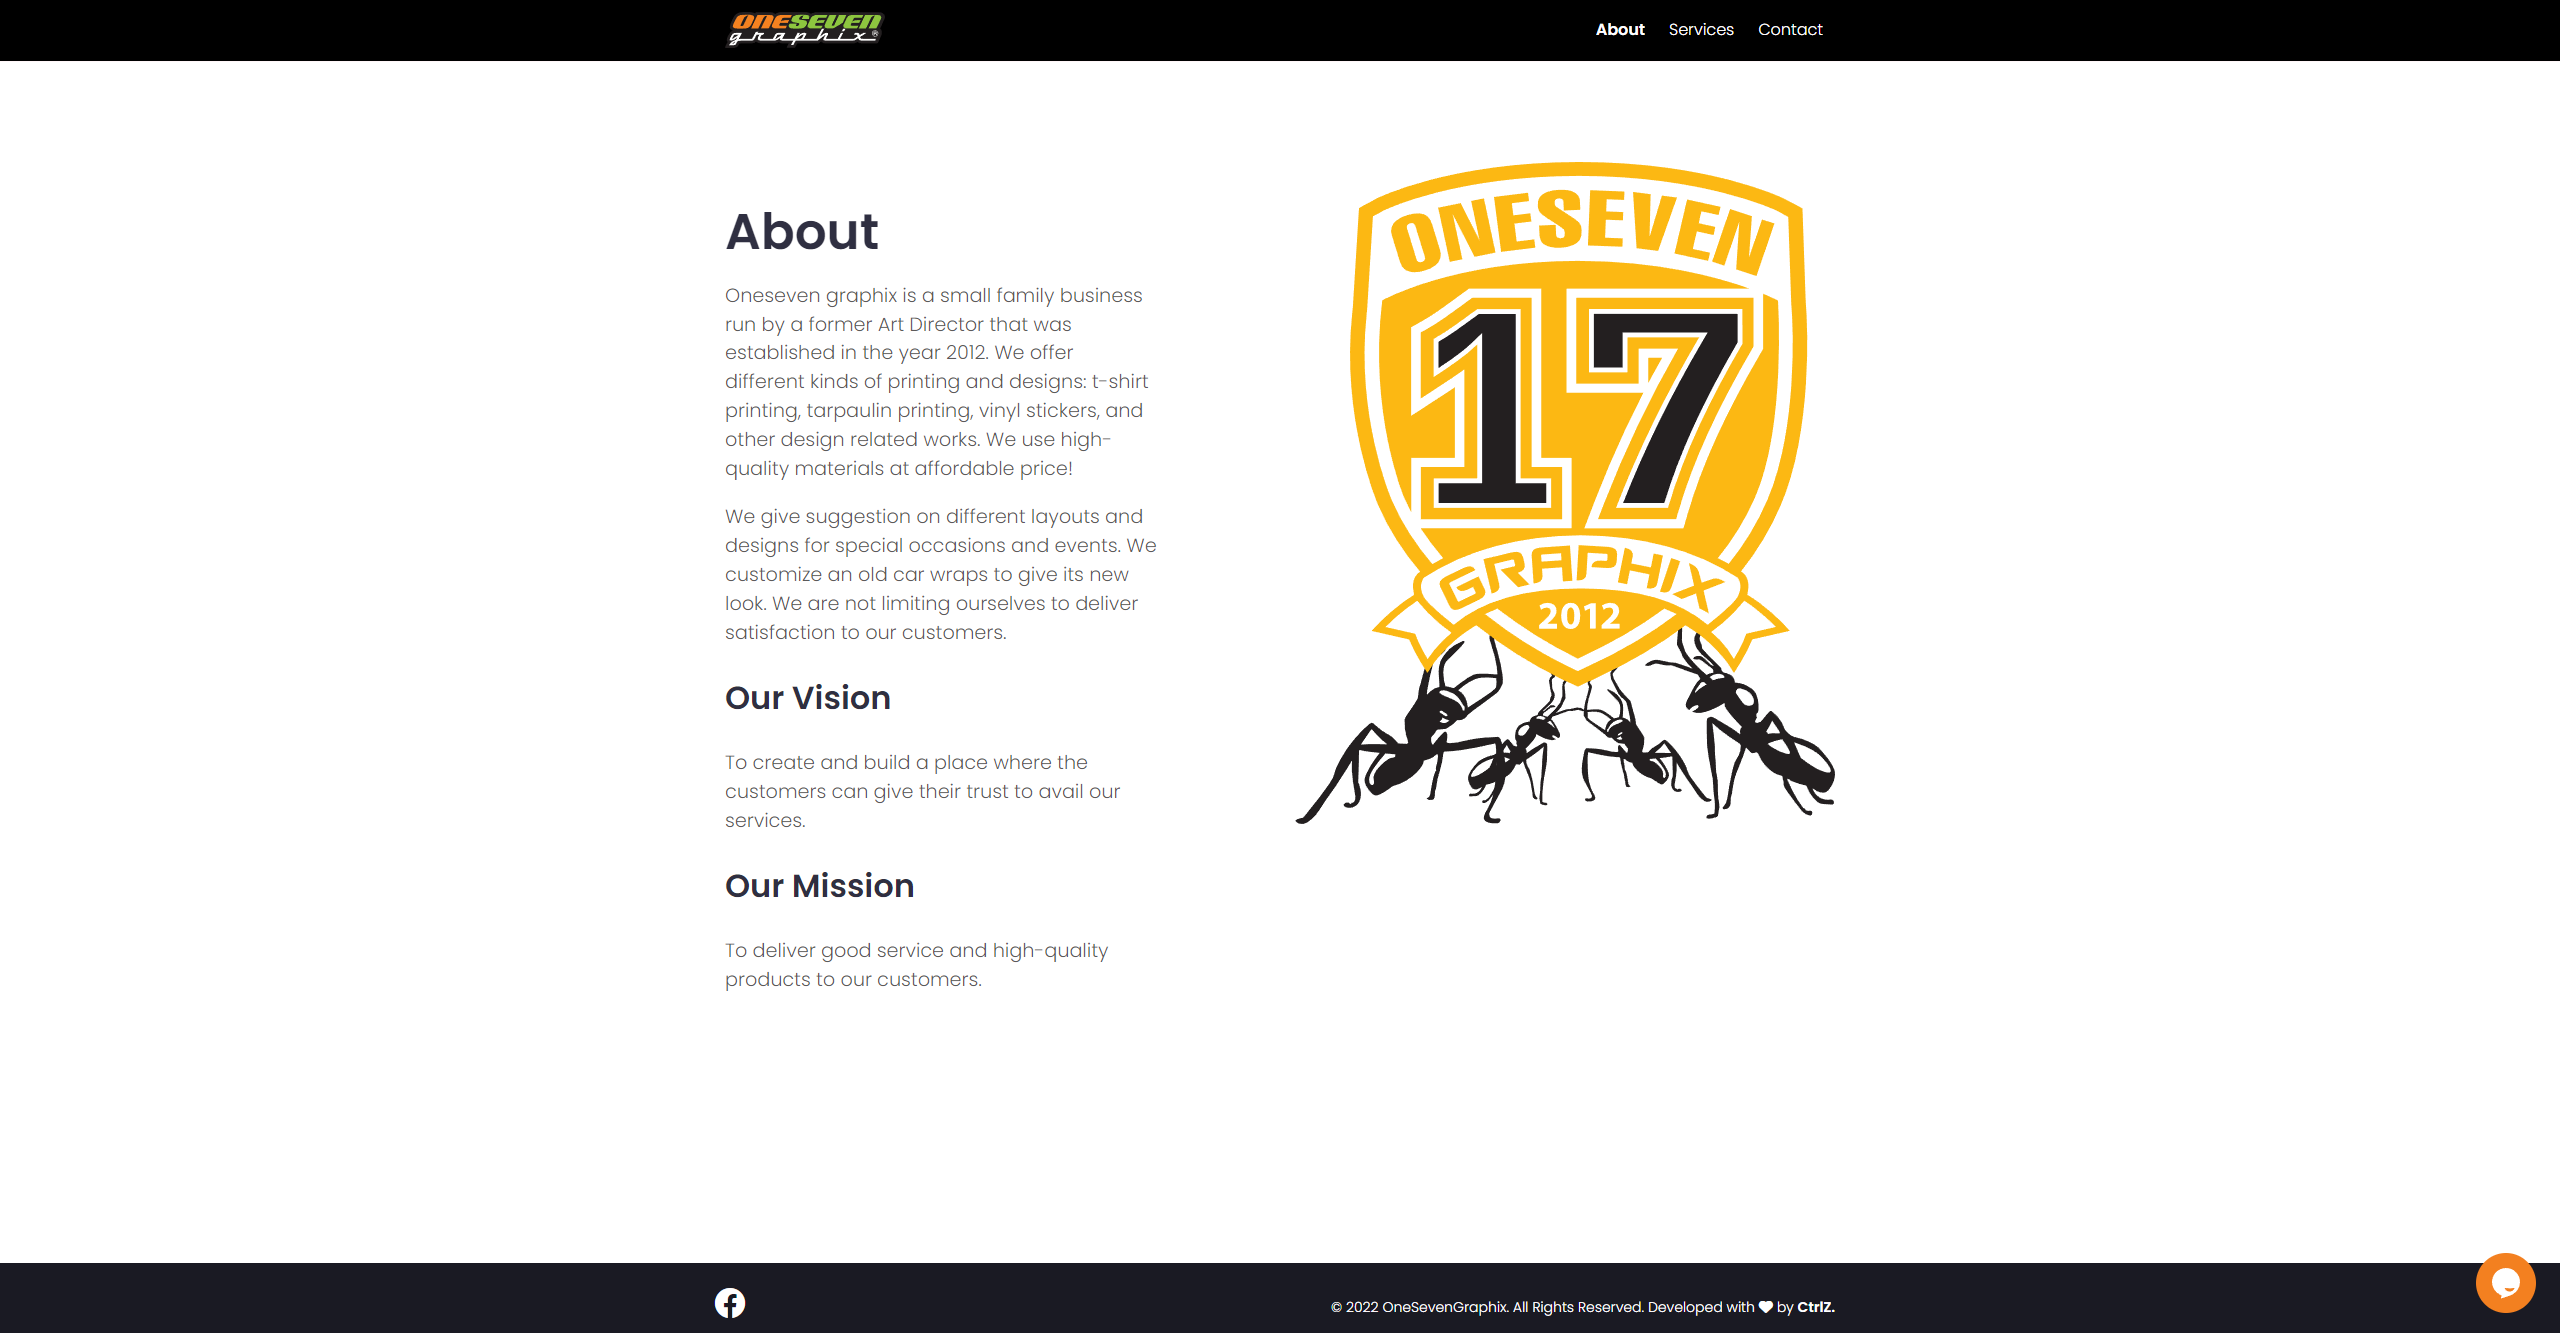 ONESEVEN
graphix®
About Services Contact
About
Oneseven graphix is a small family business
run by a former Art Director that was
established in the year 2012. We offer
different kinds of printing and designs: t-shirt
printing, tarpaulin printing, vinyl stickers, and
other design related works. We use high-
quality materials at affordable price!
We give suggestion on different layouts and
designs for special occasions and events. We
customize an old car wraps to give its new
look. We are not limiting ourselves to deliver
satisfaction to our customers.
Our Vision
To create and build a place where the
customers can give their trust to avail our
services.
Our Mission
To deliver good service and high-quality
products to our customers.
ONESEVEN
17
GRAPHIX
2012
© 2022 OneSevenGraphix. All Rights Reserved. Developed with ♥ by CtrlZ.